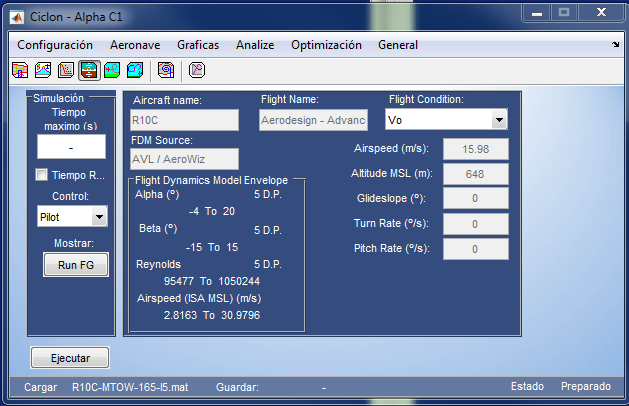 Ciclon - Alpha C1
Configuración Aeronave Graficas Analize Optimización General
Simulación
Tiempo
maximo (s)
-
Tiempo R...
Control:
Pilot
Mostrar:
Run FG
Ejecutar
Aircraft name:
R10C
Flight Name:
Aerodesign - Advanc
Flight Condition:
Vo
FDM Source:
AVL / AeroWiz
Flight Dynamics Model Envelope
Alpha (º) 5 D.P.
-4 To 20
Beta (º) 5 D.P.
-15 To 15
Reynolds 5 D.P.
95477 To 1050244
Airspeed (ISA MSL) (m/s)
2.8163 To 30.9796
Airspeed (m/s): 15.98
Altitude MSL (m): 648
Glideslope (º): 0
Turn Rate (º/s): 0
Pitch Rate (º/s): 0
Cargar R10C-MTOW-165-I5.mat Guardar: - Estado Preparado